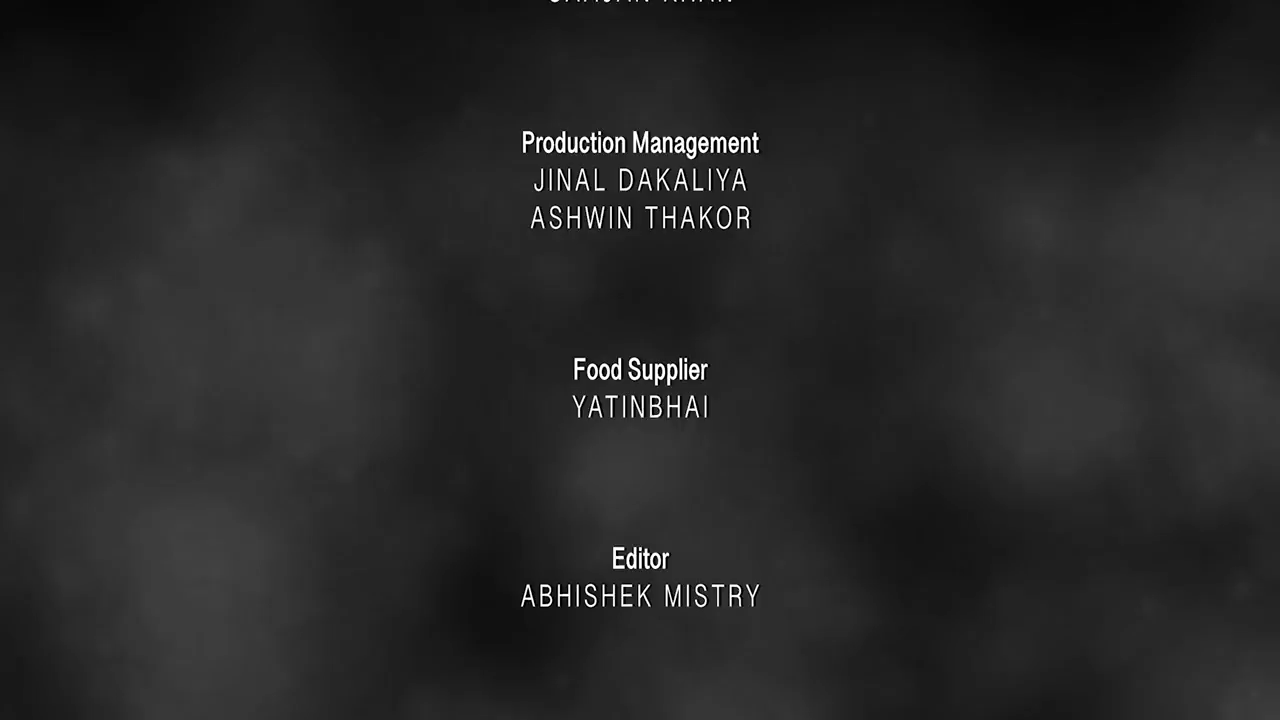 Production Management
JINAL DAKALIYA
ASHWIN THAKOR
Food Supplier
YATINBHAI
Editor
ABHISHEK MISTRY